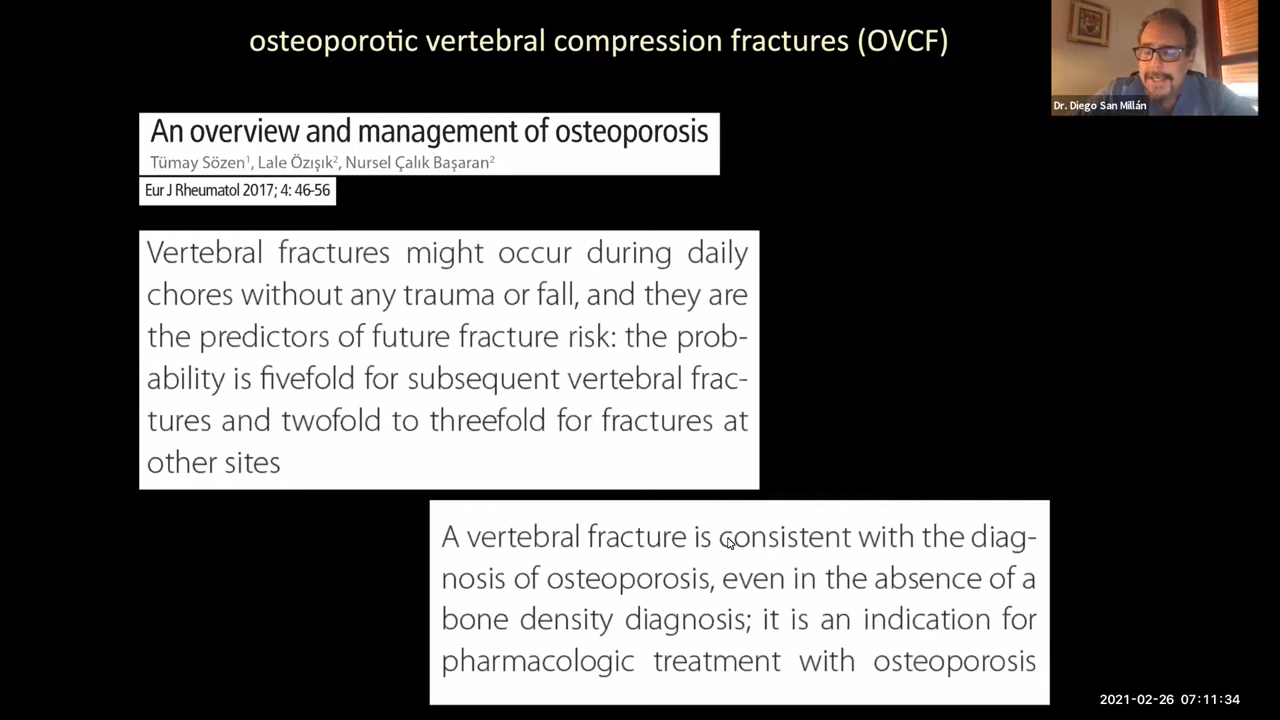 osteoporotic vertebral compression fractures (OVCF)
Dr. Diego San Millán
An overview and management of osteoporosis
Tümay Sözen¹, Lale Özışık², Nursel Çalık Başaran²
Eur J Rheumatol 2017; 4: 46-56
Vertebral fractures might occur during daily
chores without any trauma or fall, and they are
the predictors of future fracture risk: the prob-
ability is fivefold for subsequent vertebral frac-
tures and twofold to threefold for fractures at
other sites
A vertebral fracture is consistent with the diag-
nosis of osteoporosis, even in the absence of a
bone density diagnosis; it is an indication for
pharmacologic treatment with osteoporosis
2021-02-26 07:11:34